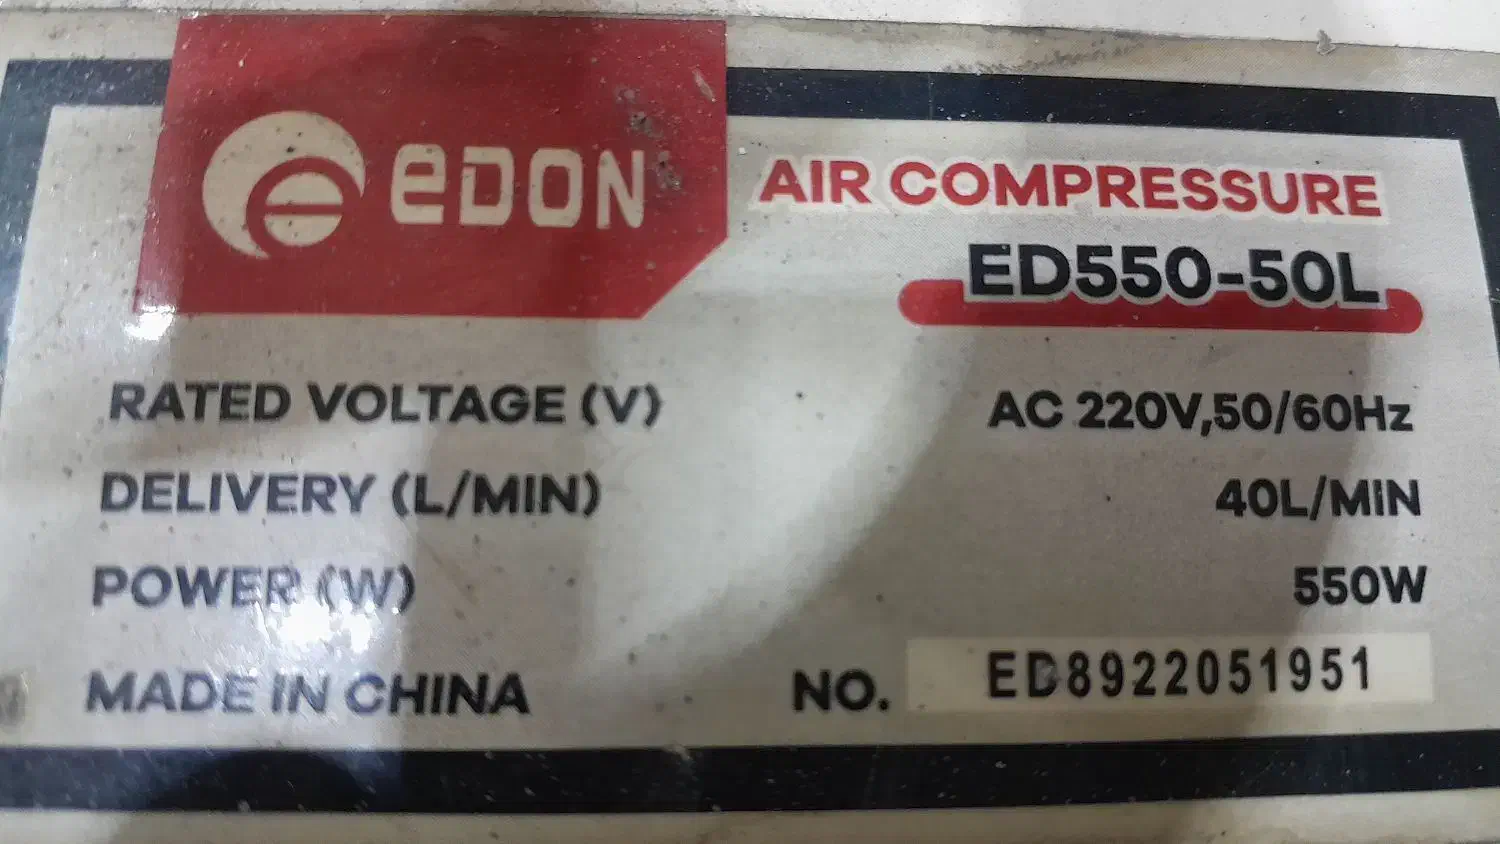 eDON
AIR COMPRESSURE
ED550-50L
RATED VOLTAGE (V) AC 220V,50/60Hz
DELIVERY (L/MIN) 40L/MIN
POWER (W) 550W
MADE IN CHINA NO. ED8922051951